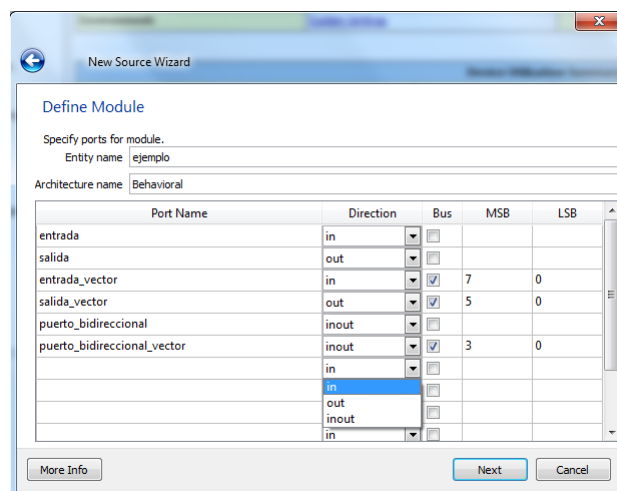 System Settings
New Source Wizard
Define Module
Specify ports for module.
Entity name ejemplo
Architecture name Behavioral
Port Name Direction Bus MSB LSB
entrada in
salida out
entrada_vector in 7 0
salida_vector out 5 0
puerto_bidireccional inout
puerto_bidireccional_vector inout 3 0
in
in
out
inout
in
More Info Next Cancel